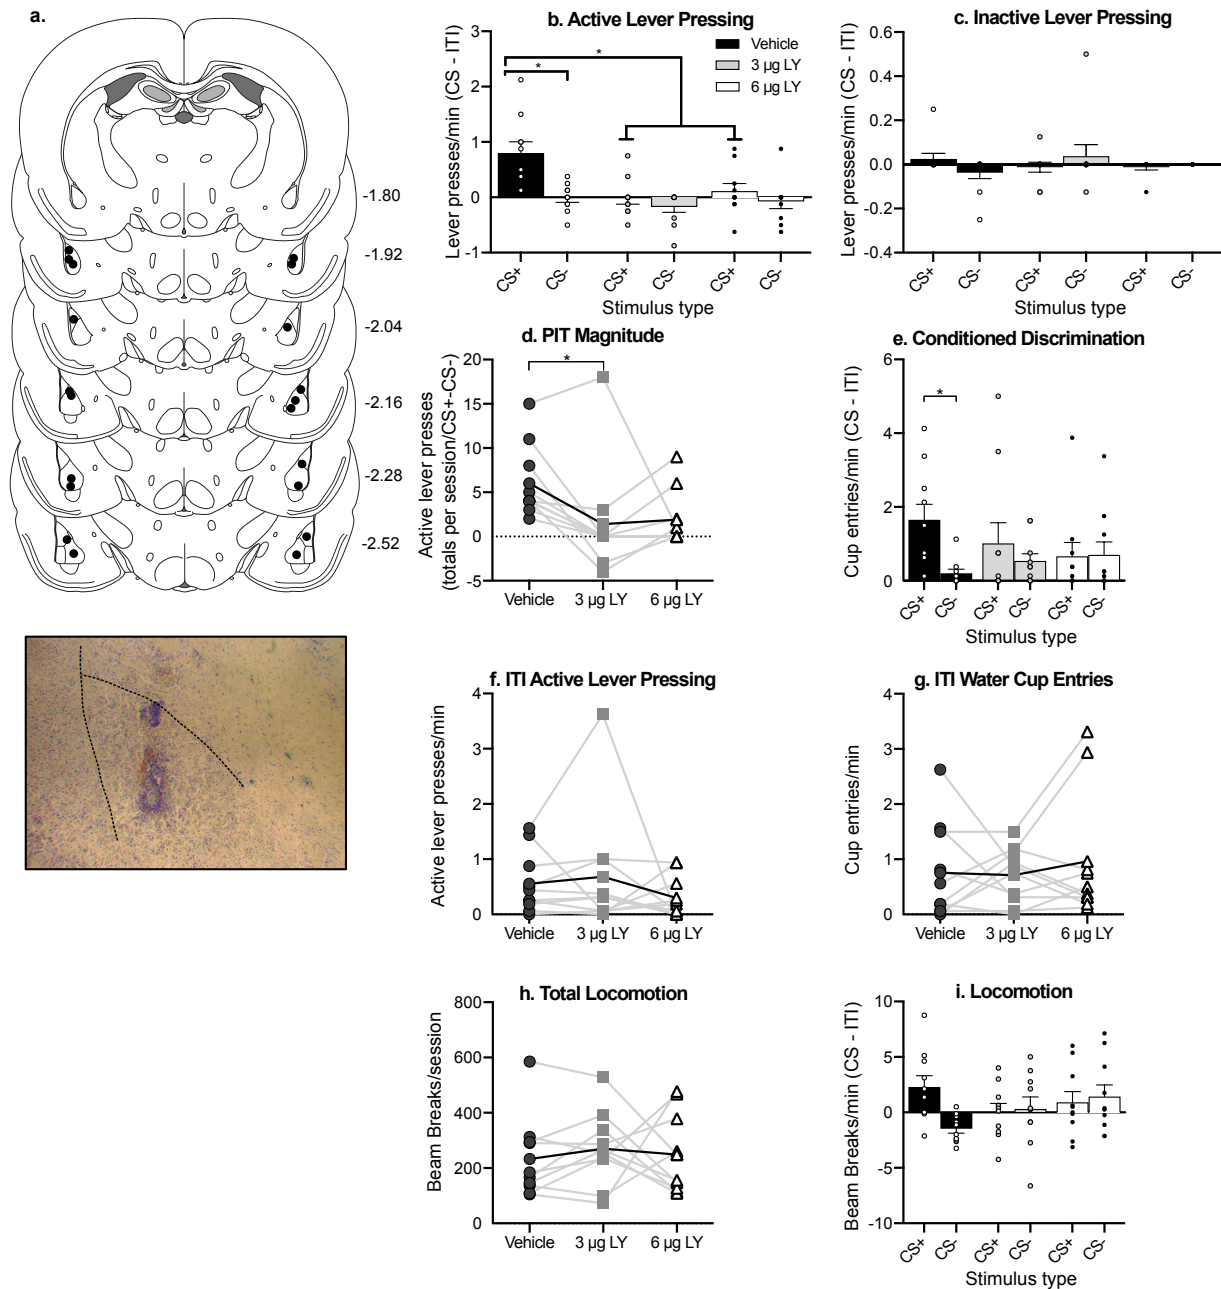 a.
-1.80
-1.92
-2.04
-2.16
-2.28
-2.52
b. Active Lever Pressing
Lever presses/min (CS - ITI)
3
2
1
0
-1
*
*
Vehicle
3 µg LY
6 µg LY
CS+
CS-
CS+
CS-
CS+
CS-
Stimulus type
c. Inactive Lever Pressing
Lever presses/min (CS - ITI)
0.6
0.4
0.2
0.0
-0.2
-0.4
CS+
CS-
CS+
CS-
CS+
CS-
Stimulus type
d. PIT Magnitude
Active lever presses
(totals per session/CS+-CS-)
20
15
10
5
0
-5
*
Vehicle
3 µg LY
6 µg LY
e. Conditioned Discrimination
Cup entries/min (CS - ITI)
6
4
2
0
*
CS+
CS-
CS+
CS-
CS+
CS-
Stimulus type
f. ITI Active Lever Pressing
Active lever presses/min
4
3
2
1
0
Vehicle
3 µg LY
6 µg LY
g. ITI Water Cup Entries
Cup entries/min
4
3
2
1
0
Vehicle
3 µg LY
6 µg LY
h. Total Locomotion
Beam Breaks/session
800
600
400
200
0
Vehicle
3 µg LY
6 µg LY
i. Locomotion
Beam Breaks/min (CS - ITI)
10
5
0
-5
-10
CS+
CS-
CS+
CS-
CS+
CS-
Stimulus type